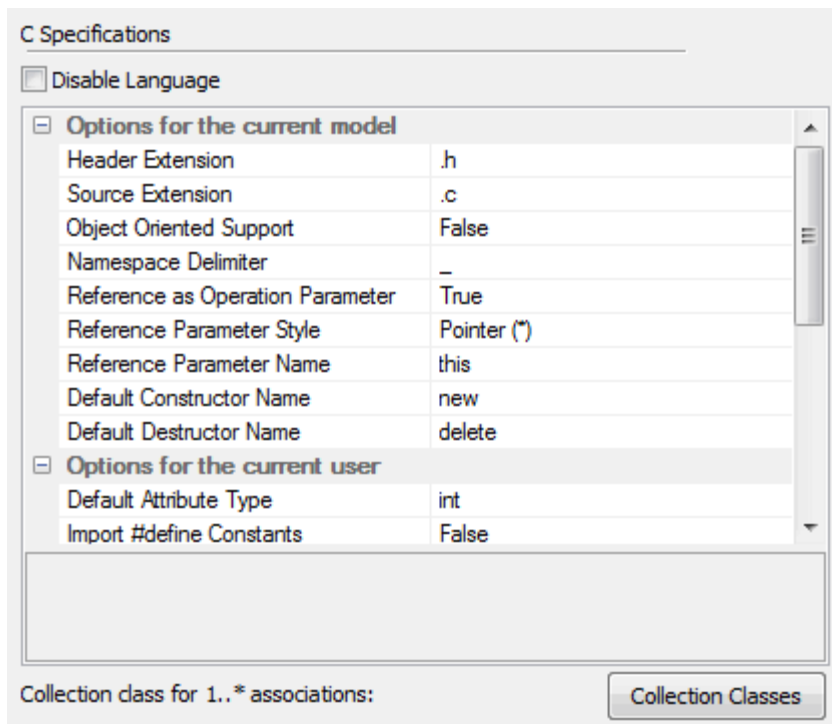 C Specifications
Disable Language
Options for the current model
Header Extension .h
Source Extension .c
Object Oriented Support False
Namespace Delimiter _
Reference as Operation Parameter True
Reference Parameter Style Pointer (*)
Reference Parameter Name this
Default Constructor Name new
Default Destructor Name delete
Options for the current user
Default Attribute Type int
Import #define Constants False
Collection class for 1..* associations: Collection Classes